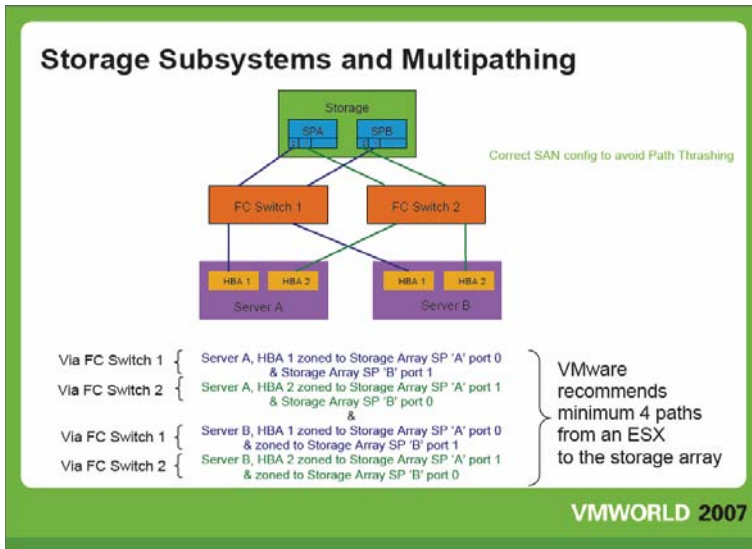 Storage Subsystems and Multipathing
Storage
SPA
SPB
Correct SAN config to avoid Path Thrashing
FC Switch 1
FC Switch 2
HBA 1
HBA 2
HBA 1
HBA 2
Server A
Server B
Via FC Switch 1
Server A, HBA 1 zoned to Storage Array SP 'A' port 0
& Storage Array SP 'B' port 1
Via FC Switch 2
Server A, HBA 2 zoned to Storage Array SP 'A' port 1
& Storage Array SP 'B' port 0
&
Via FC Switch 1
Server B, HBA 1 zoned to Storage Array SP 'A' port 0
& zoned to Storage Array SP 'B' port 1
Via FC Switch 2
Server B, HBA 2 zoned to Storage Array SP 'A' port 1
& zoned to Storage Array SP 'B' port 0
VMware
recommends
minimum 4 paths
from an ESX
to the storage array
VMWORLD 2007